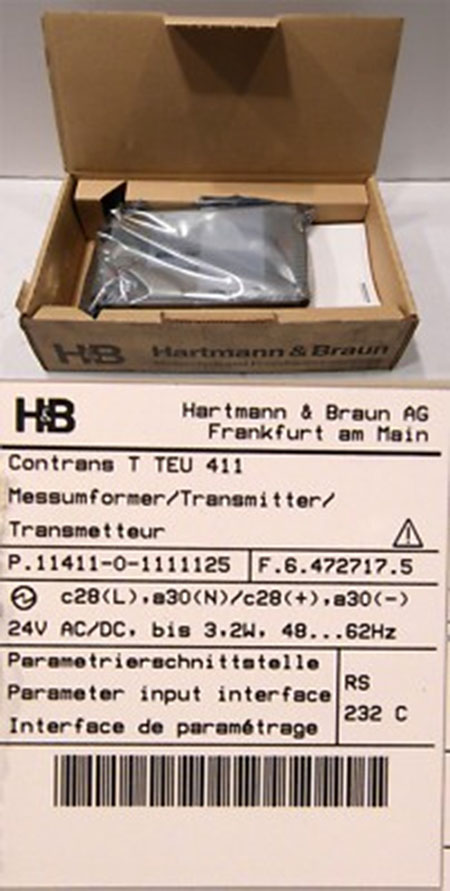 H&B Hartmann & Braun
H&B
Hartmann & Braun AG
Frankfurt am Main
Contrans T TEU 411
Messumformer/Transmitter/
Transmetteur
P.11411-0-1111125 F.6.472717.5
c28(L),a30(N)/c28(+),a30(-)
24V AC/DC, bis 3.2W, 48...62Hz
Parametrierschnittstelle
Parameter input interface
Interface de paramétrage
RS
232 C